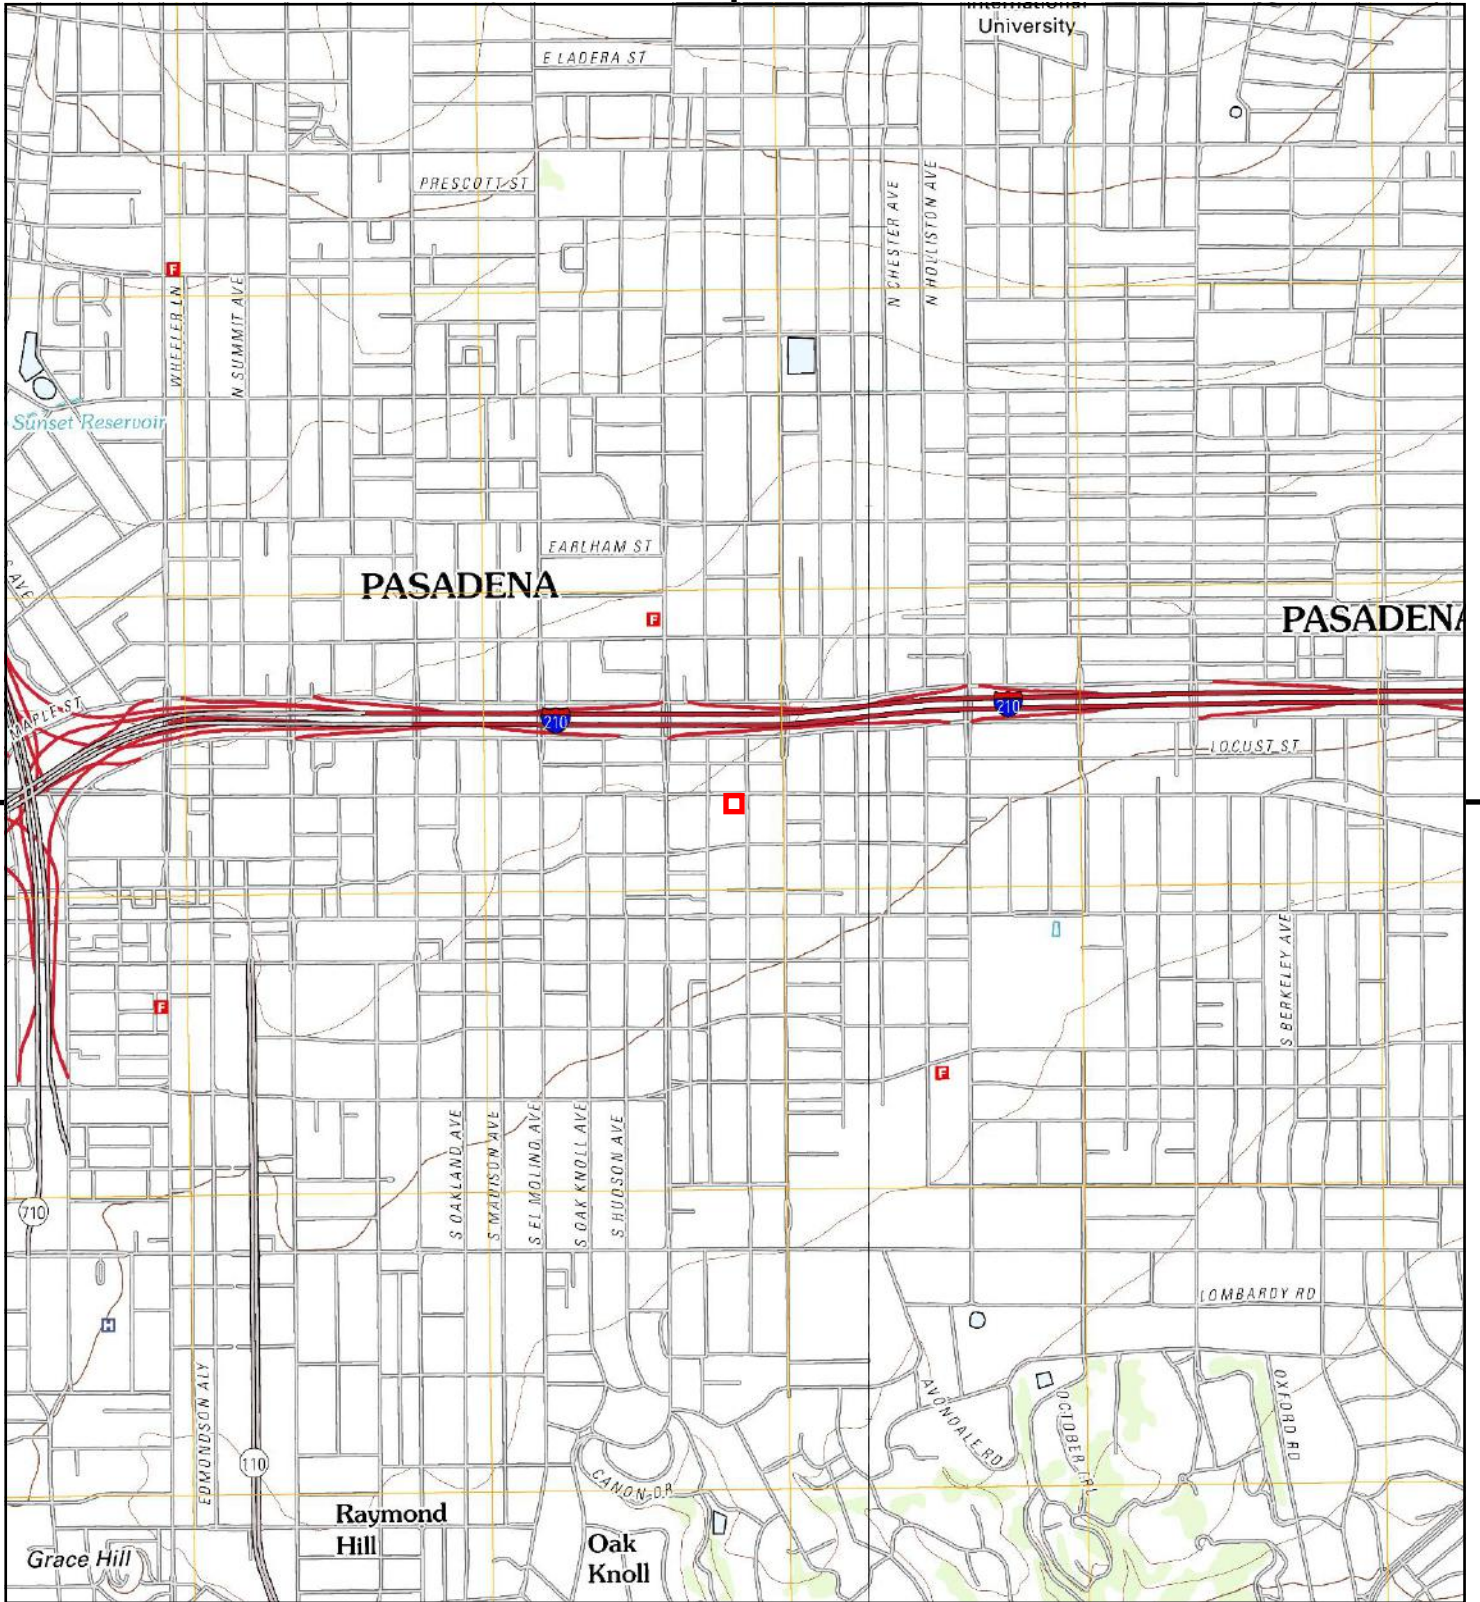 University
E LADERA ST
PRESCOTT ST
N CHESTER AVE
N HOLLISTON AVE
F
WHEELER LN
N SUMMIT AVE
Sunset Reservoir
EARLHAM ST
AVE
PASADENA
F
PASADENA
MAPLE ST
210
210
LOCUST ST
S BERKELEY AVE
F
F
S OAKLAND AVE
S MADISON AVE
S EL MOLINO AVE
S OAK KNOLL AVE
S HUDSON AVE
710
LOMBARDY RD
H
EDMONDSON ALY
AVONDALE RD
OCTOBER
OXFORD RD
110
CANON DR
Raymond
Hill
Oak
Knoll
Grace Hill